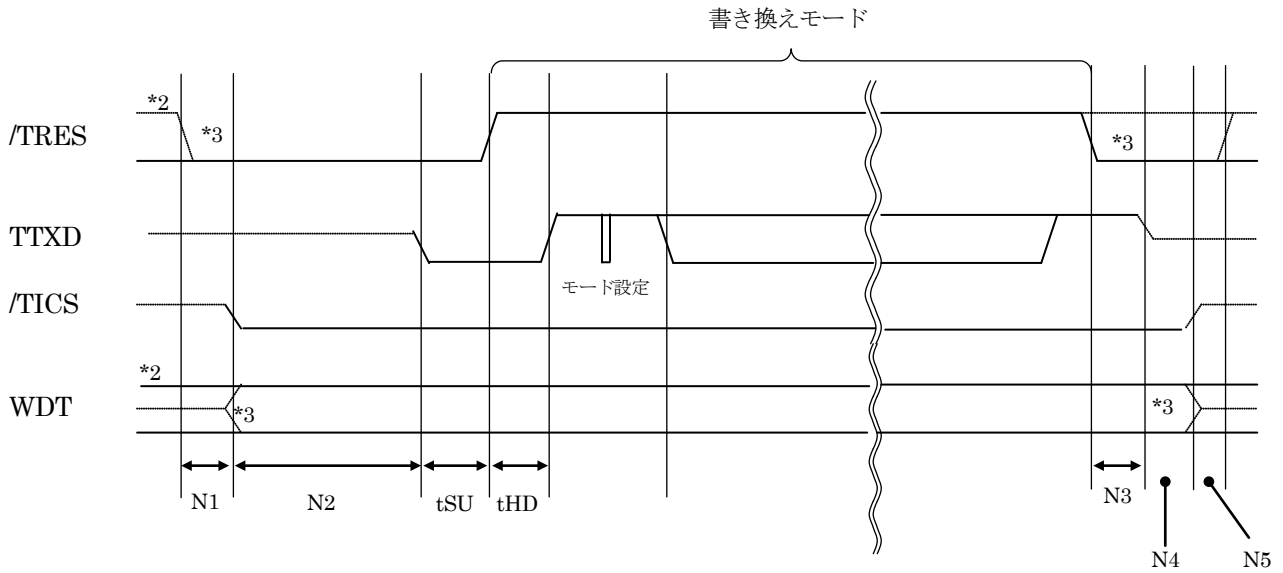 書き換えモード
*2
/TRES
*3
*3
TTXD
モード設定
/TICS
*2
WDT
*3
*3
N1
N2
tSU
tHD
N3
N4
N5